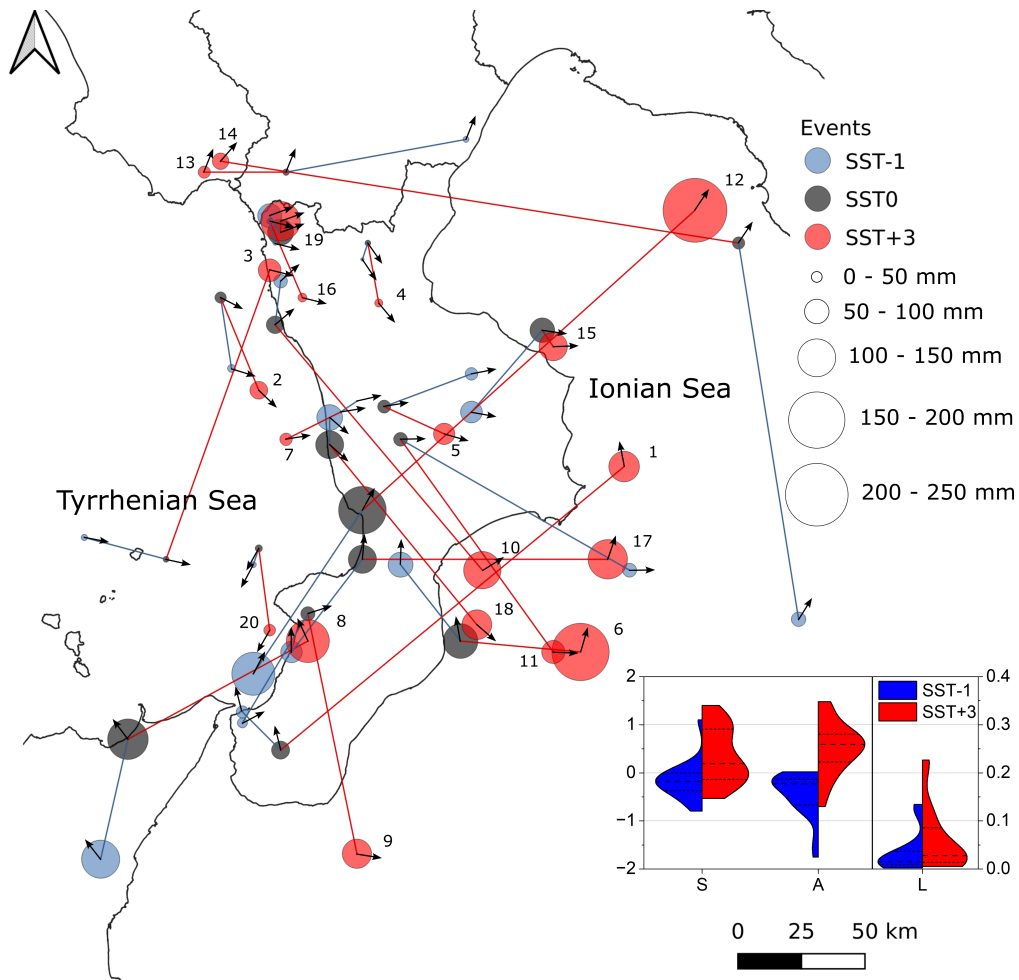 14
13
12
Events
SST-1
SST0
SST+3
0 - 50 mm
50 - 100 mm
100 - 150 mm
150 - 200 mm
200 - 250 mm
19
3
16
4
15
Ionian Sea
2
7
5
1
Tyrrhenian Sea
10
17
18
20
8
11
6
9
2
1
0
−1
−2
SST-1
SST+3
0.4
0.3
0.2
0.1
0.0
S
A
L
0
25
50 km